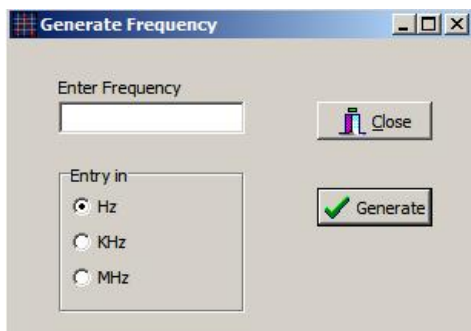 Generate Frequency
Enter Frequency
Close
Entry in
Hz
Generate
KHz
MHz